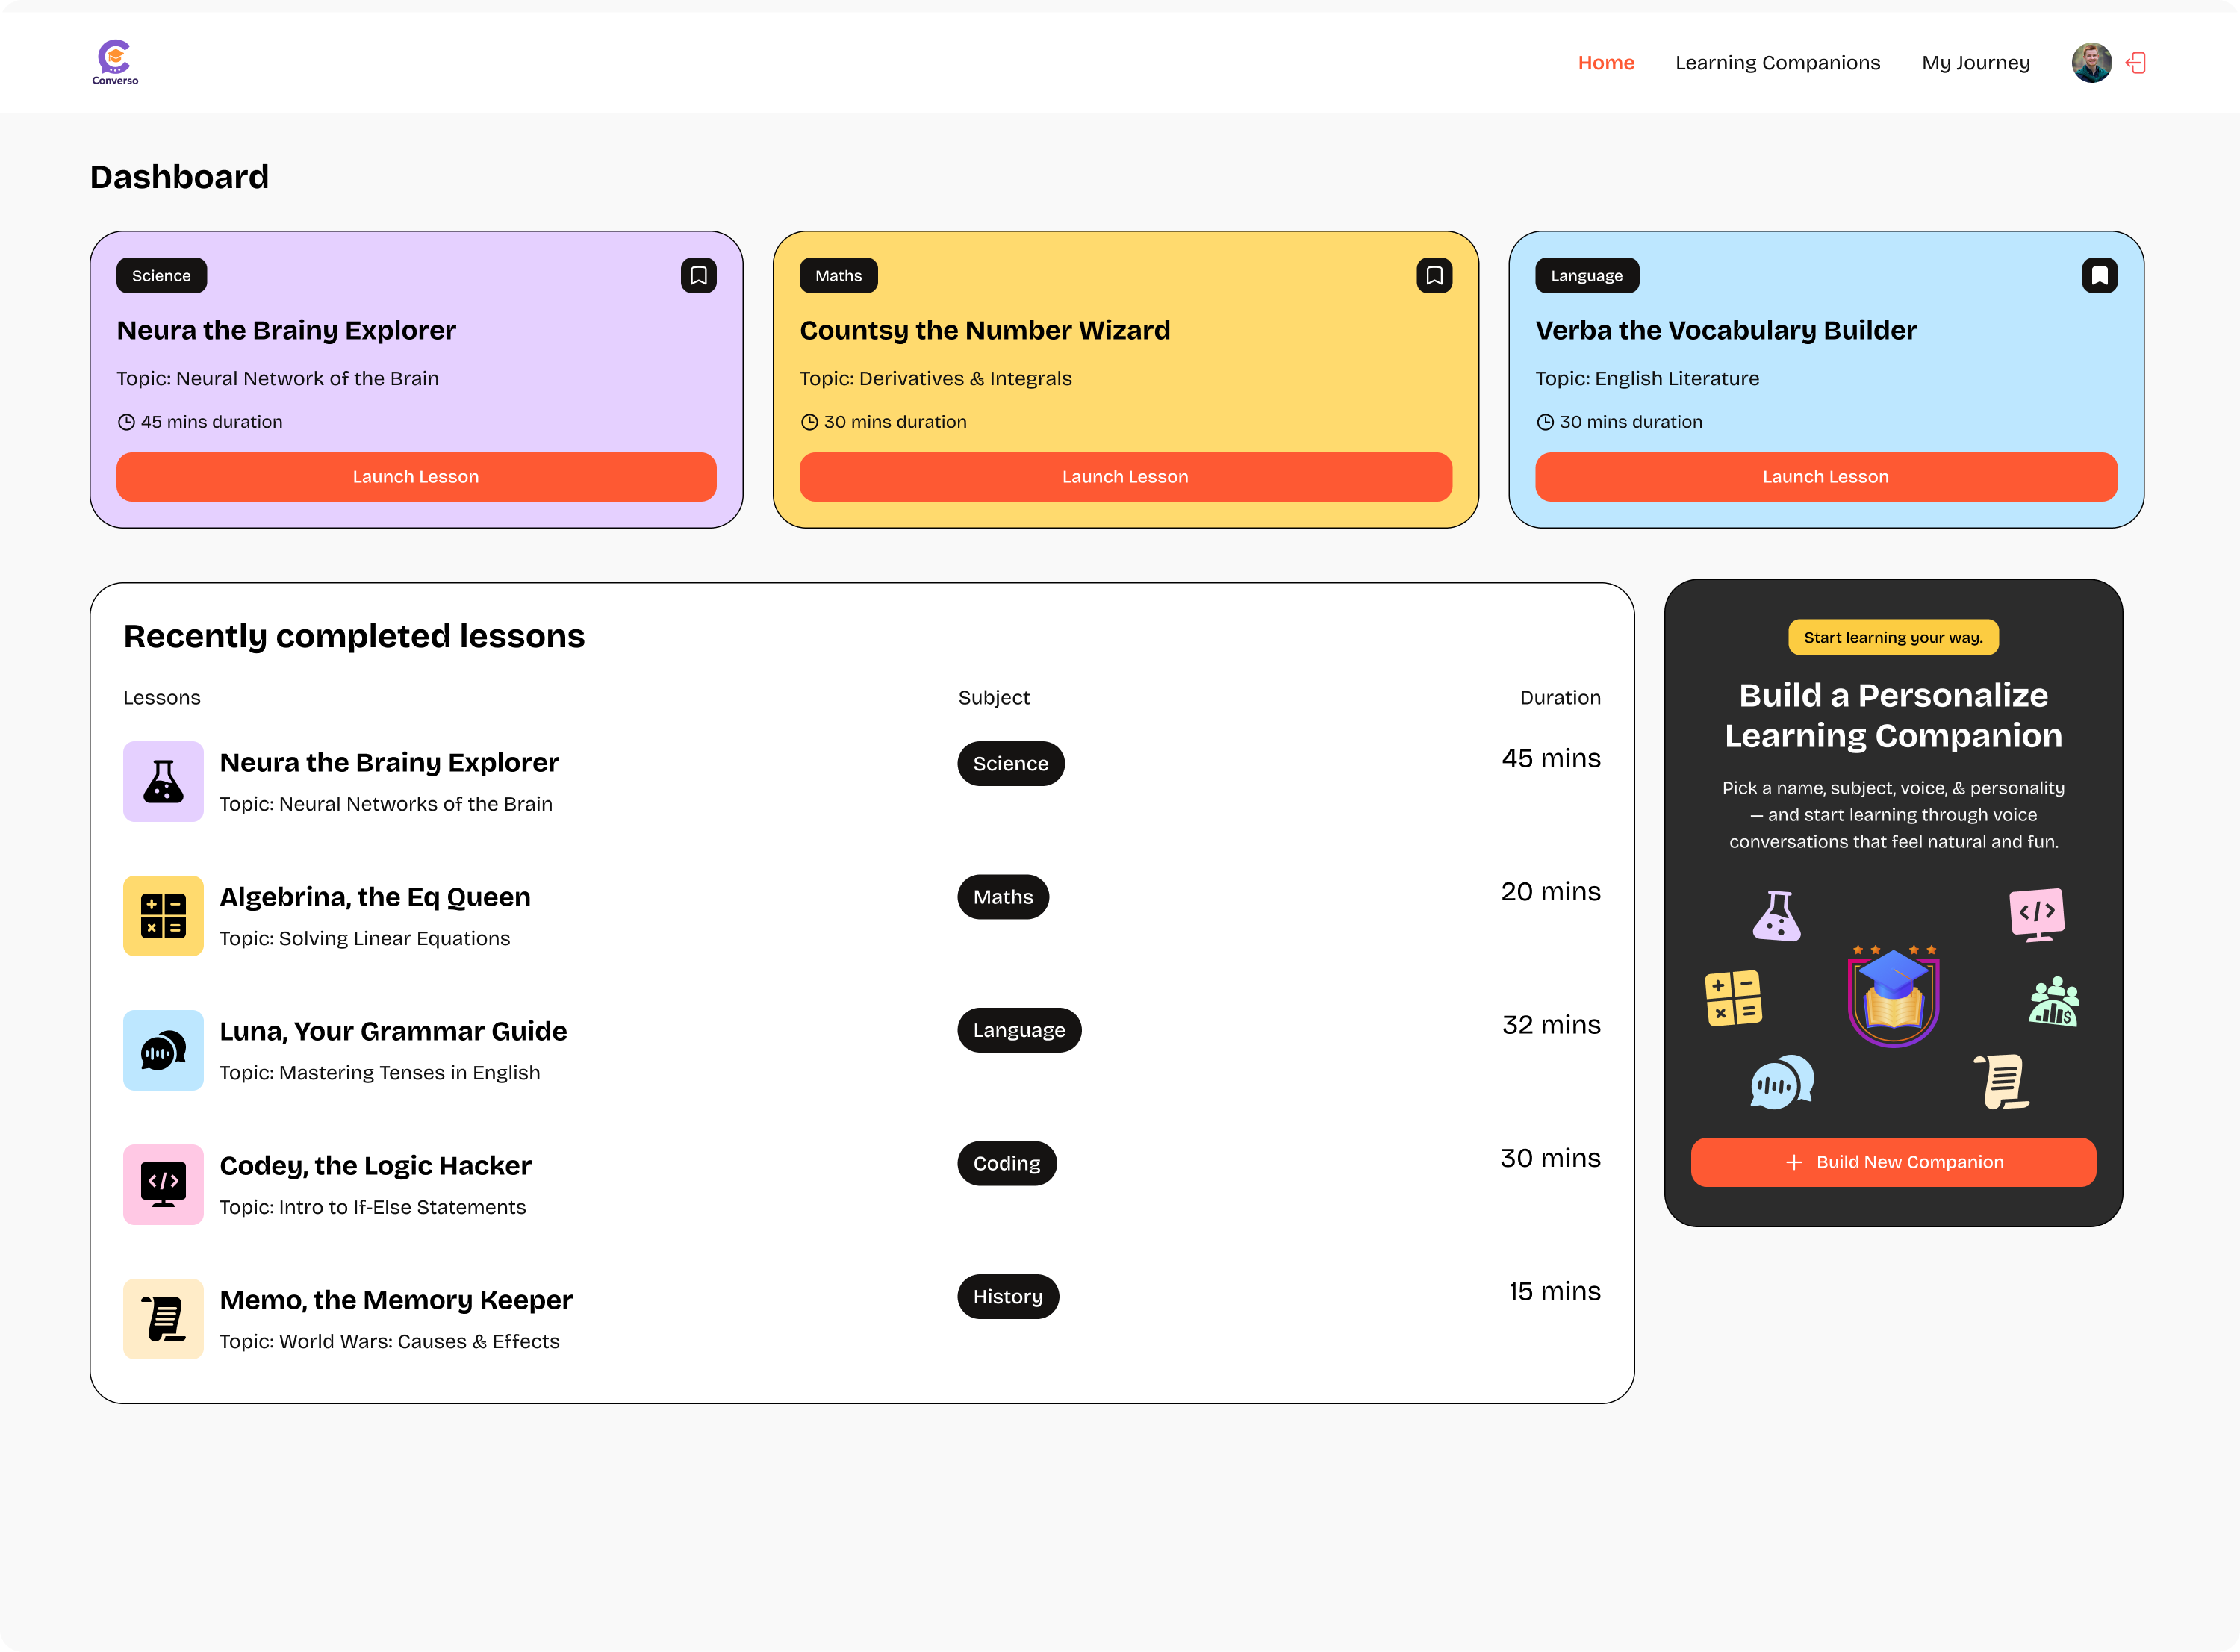 Converso
Home
Learning Companions
My Journey
Dashboard
Science
Neura the Brainy Explorer
Topic: Neural Network of the Brain
45 mins duration
Launch Lesson
Maths
Countsy the Number Wizard
Topic: Derivatives & Integrals
30 mins duration
Launch Lesson
Language
Verba the Vocabulary Builder
Topic: English Literature
30 mins duration
Launch Lesson
Recently completed lessons
Lessons
Subject
Duration
Neura the Brainy Explorer
Topic: Neural Networks of the Brain
Science
45 mins
Algebrina, the Eq Queen
Topic: Solving Linear Equations
Maths
20 mins
Luna, Your Grammar Guide
Topic: Mastering Tenses in English
Language
32 mins
Codey, the Logic Hacker
Topic: Intro to If-Else Statements
Coding
30 mins
Memo, the Memory Keeper
Topic: World Wars: Causes & Effects
History
15 mins
Start learning your way.
Build a Personalize
Learning Companion
Pick a name, subject, voice, & personality
— and start learning through voice
conversations that feel natural and fun.
Build New Companion